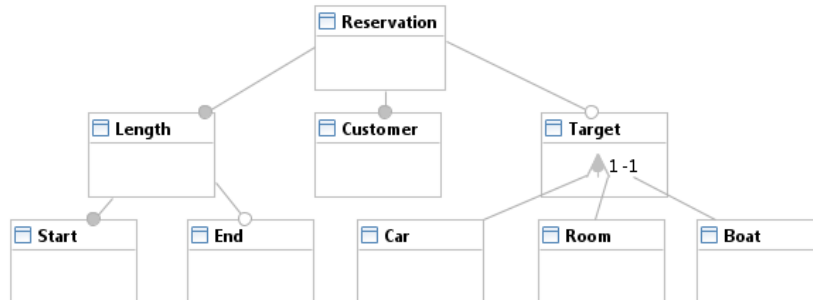 Reservation
Length
Customer
Target
1 -1
Start
End
Car
Room
Boat